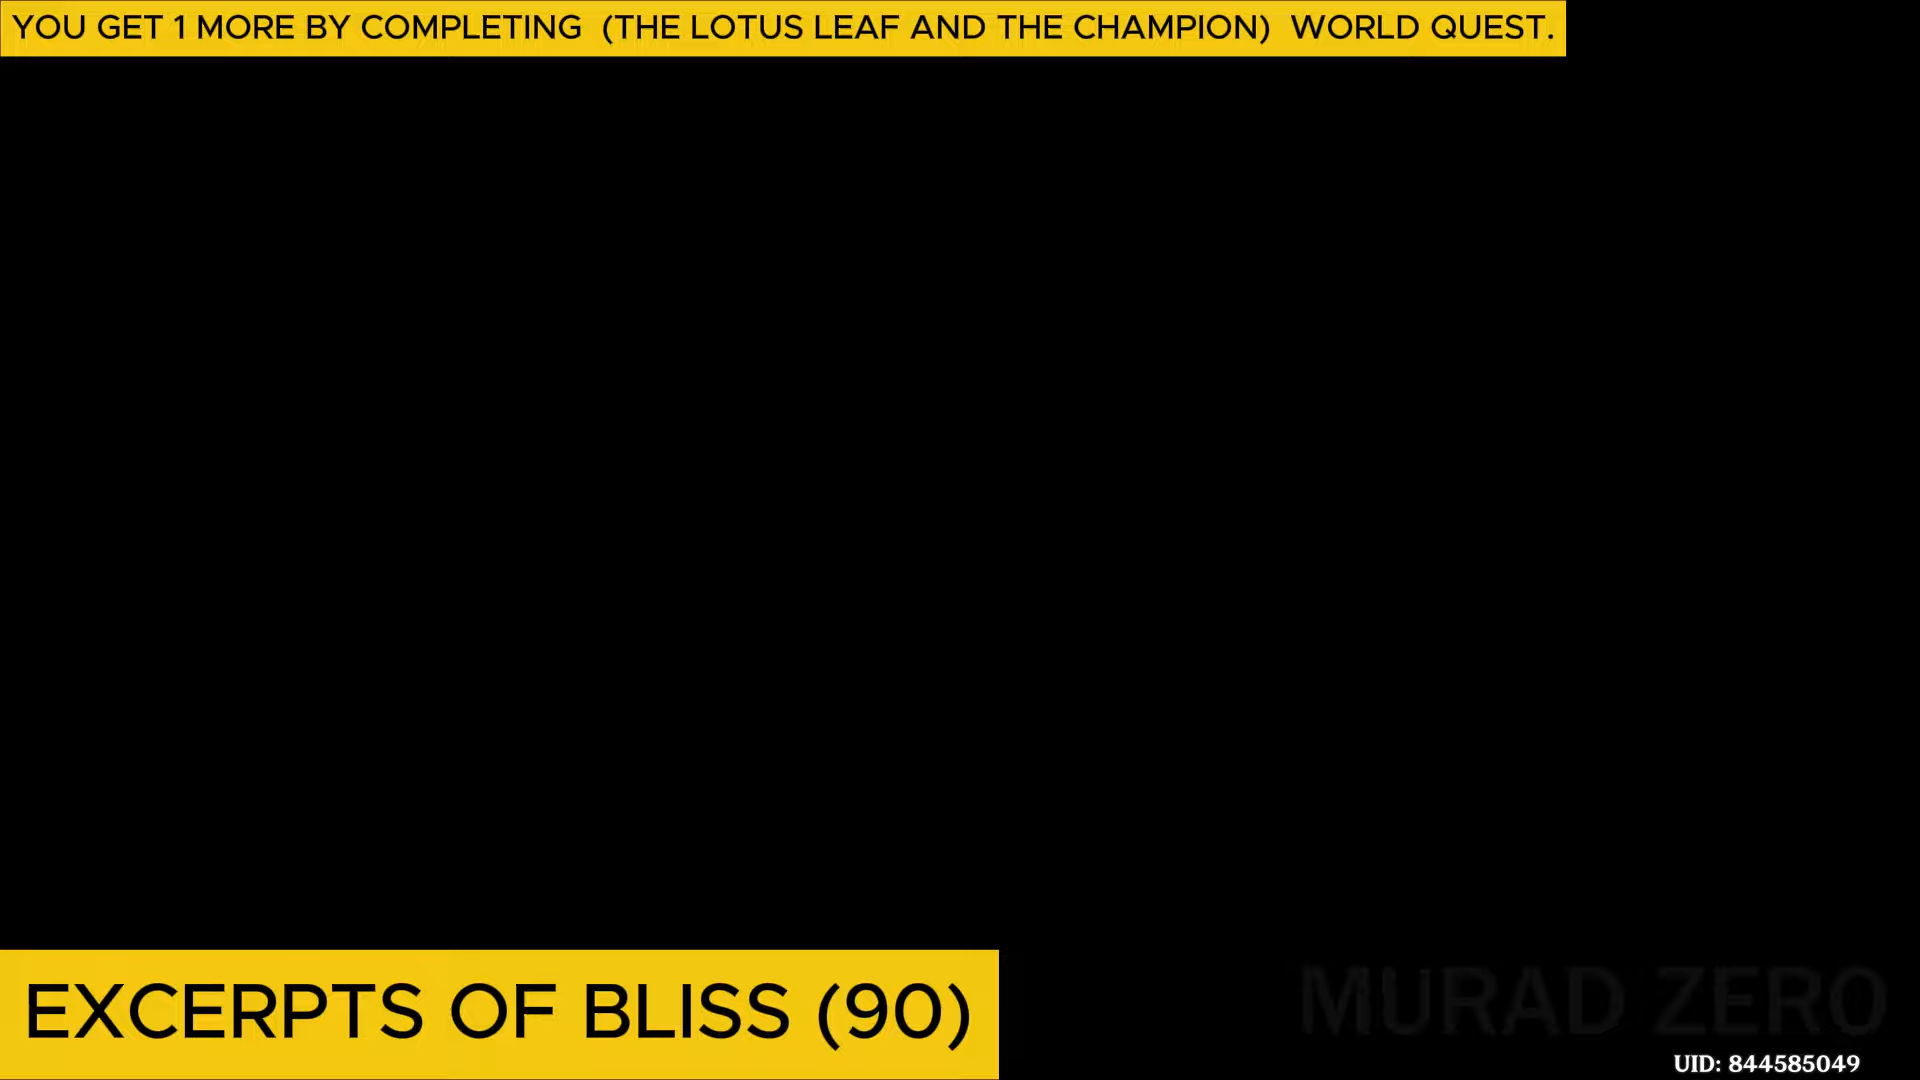 YOU GET 1 MORE BY COMPLETING (THE LOTUS LEAF AND THE CHAMPION) WORLD QUEST.
EXCERPTS OF BLISS (90)
MURAD ZERO
UID: 844585049